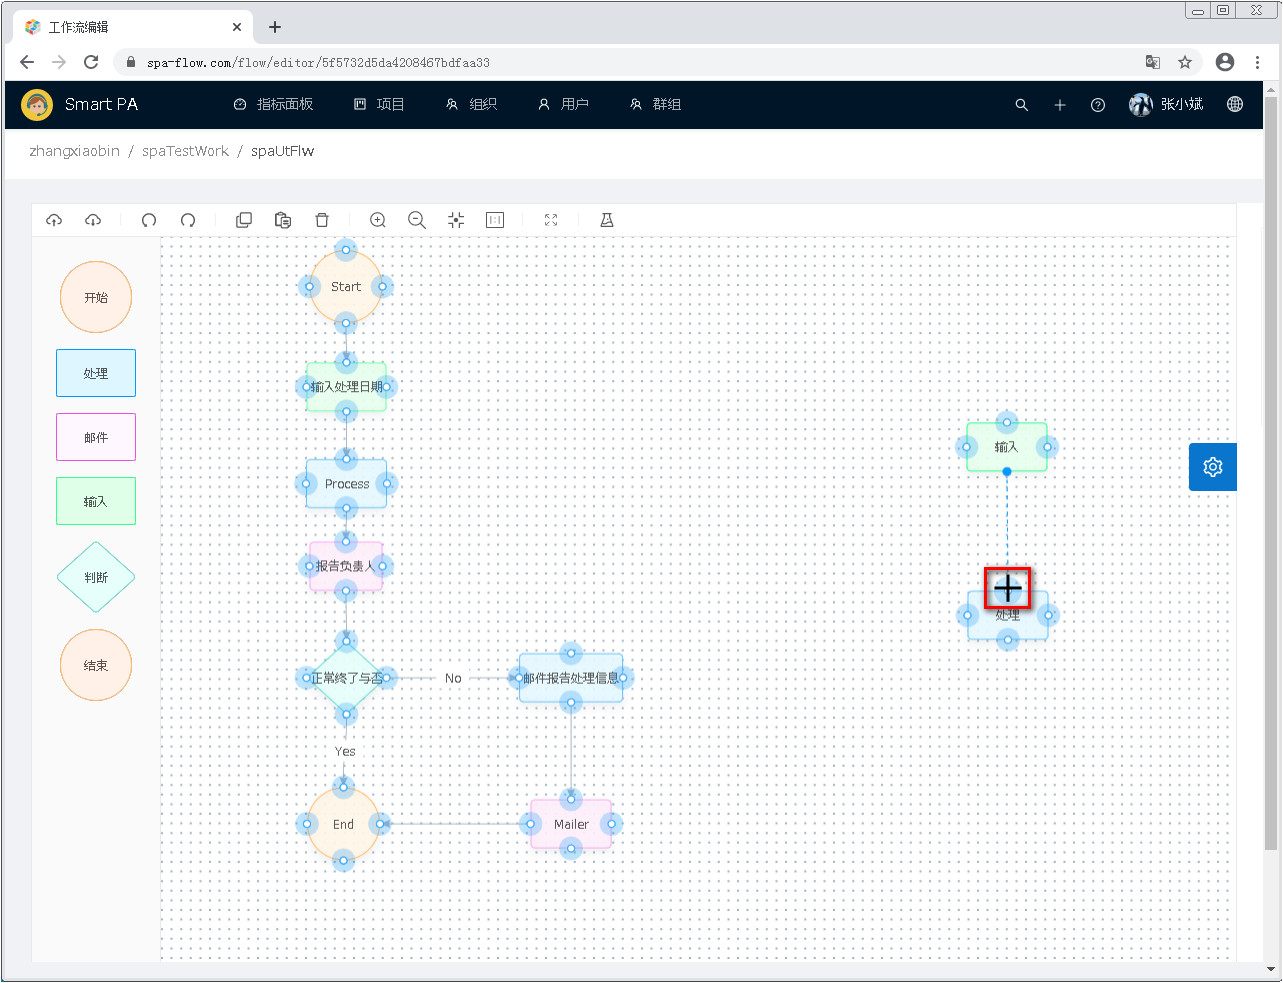 工作流编辑
spa-flow.com/flow/editor/5f5732d5da4208467bdfaa33
Smart PA
指标面板
项目
组织
用户
群组
张小斌
zhangxiaobin / spaTestWork / spaUtFlw
开始
处理
邮件
输入
判断
结束
Start
输入处理日期
Process
报告负责人
正常终了与否
No
邮件报告处理信息
Yes
End
Mailer
输入
处理